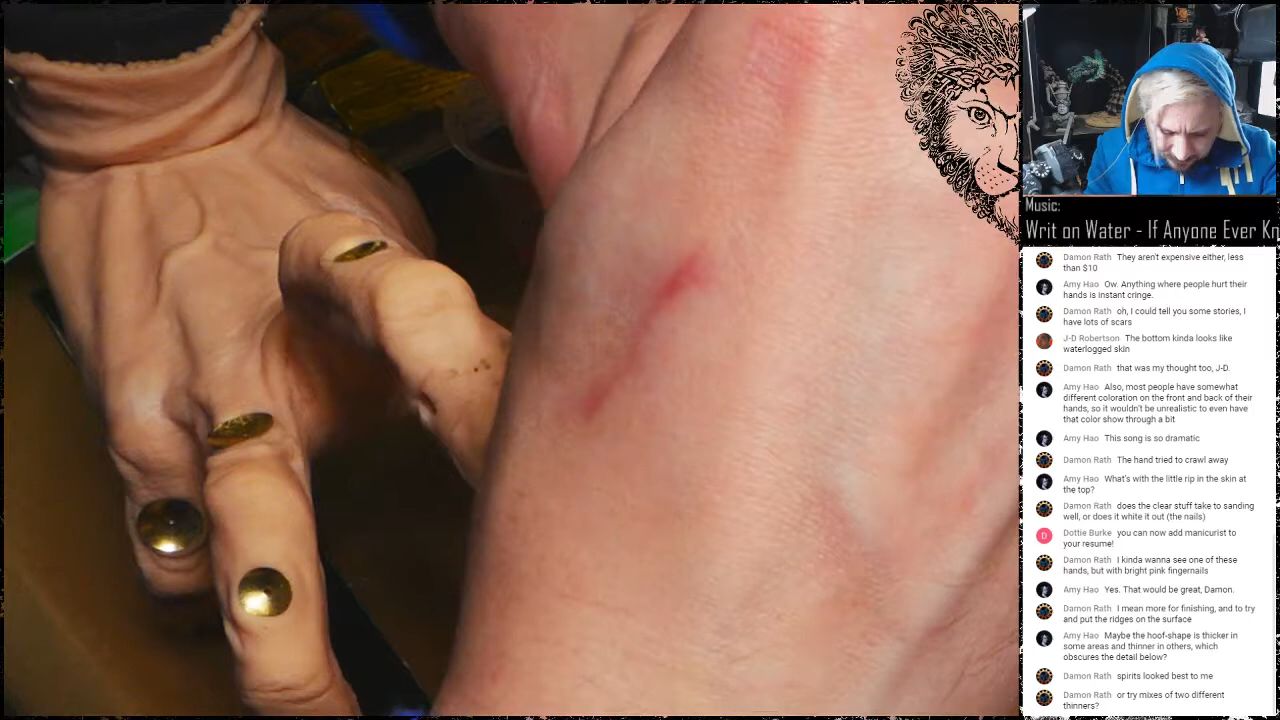 Music:
Writ on Water - If Anyone Ever Kn
Damon Rath They aren't expensive either, less
than $10
Amy Hao Ow. Anything where people hurt their
hands is instant cringe.
Damon Rath oh, I could tell you some stories, I
have lots of scars
J-D Robertson The bottom kinda looks like
waterlogged skin
Damon Rath that was my thought too, J-D.
Amy Hao Also, most people have somewhat
different coloration on the front and back of their
hands, so it wouldn't be unrealistic to even have
that color show through a bit
Amy Hao This song is so dramatic
Damon Rath The hand tried to crawl away
Amy Hao What's with the little rip in the skin at
the top?
Damon Rath does the clear stuff take to sanding
well, or does it white it out (the nails)
D
Dottie Burke you can now add manicurist to
your resume!
Damon Rath I kinda wanna see one of these
hands, but with bright pink fingernails
Amy Hao Yes. That would be great, Damon.
Damon Rath I mean more for finishing, and to try
and put the ridges on the surface
Amy Hao Maybe the hoof-shape is thicker in
some areas and thinner in others, which
obscures the detail below?
Damon Rath spirits looked best to me
Damon Rath or try mixes of two different
thinners?